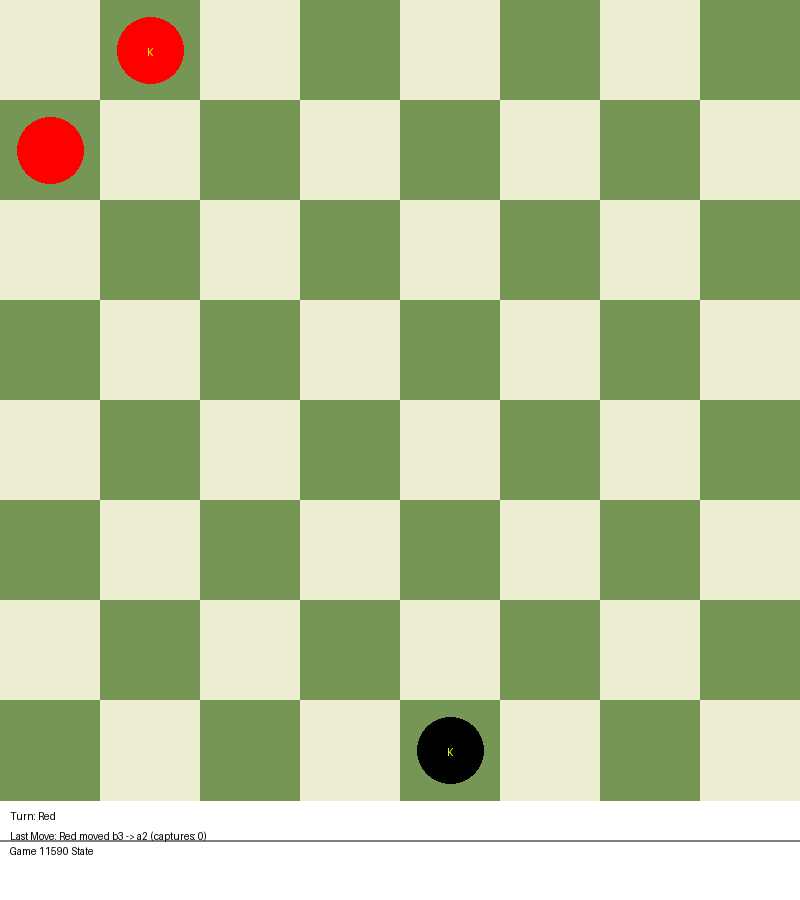 K
K
Turn: Red
Last Move: Red moved b3 -> a2 (captures: 0)
Game 11590 State